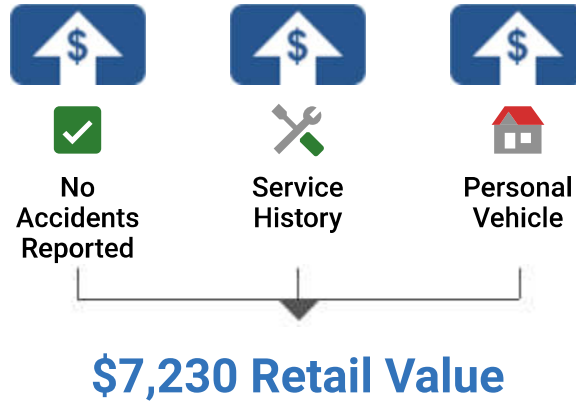 $ $ $
No Accidents Reported
Service History
Personal Vehicle
$7,230 Retail Value